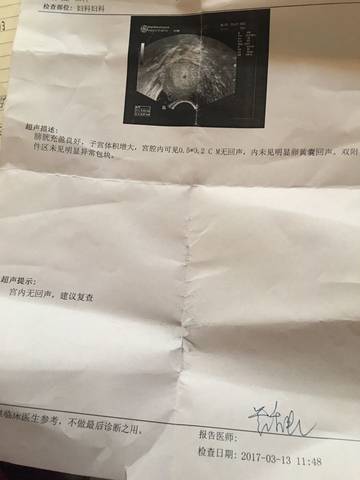 检查部位: 妇科妇科
超声描述:
膀胱充盈良好, 子宫体积增大, 宫腔内可见0.5*0.2 C M无回声, 内未见明显卵黄囊回声。双附
件区未见明显异常包块。
超声提示:
宫内无回声, 建议复查
供临床医生参考, 不做最后诊断之用。
报告医师:
检查日期: 2017-03-13 11:48